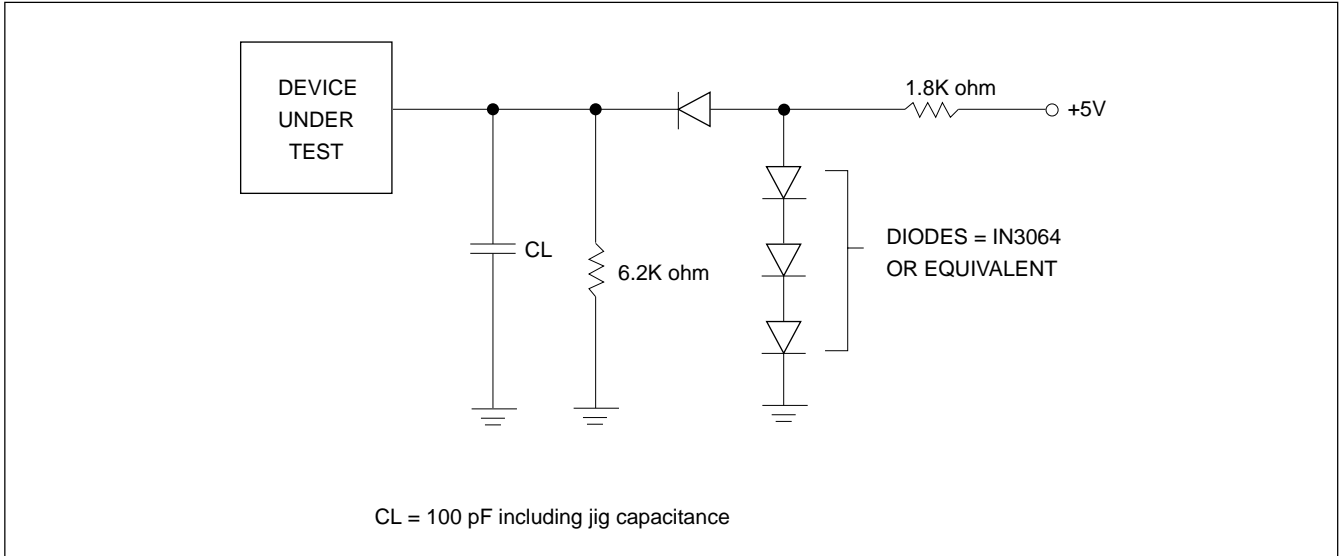 DEVICE
UNDER
TEST
1.8K ohm
+5V
CL
6.2K ohm
DIODES = IN3064
OR EQUIVALENT
CL = 100 pF including jig capacitance